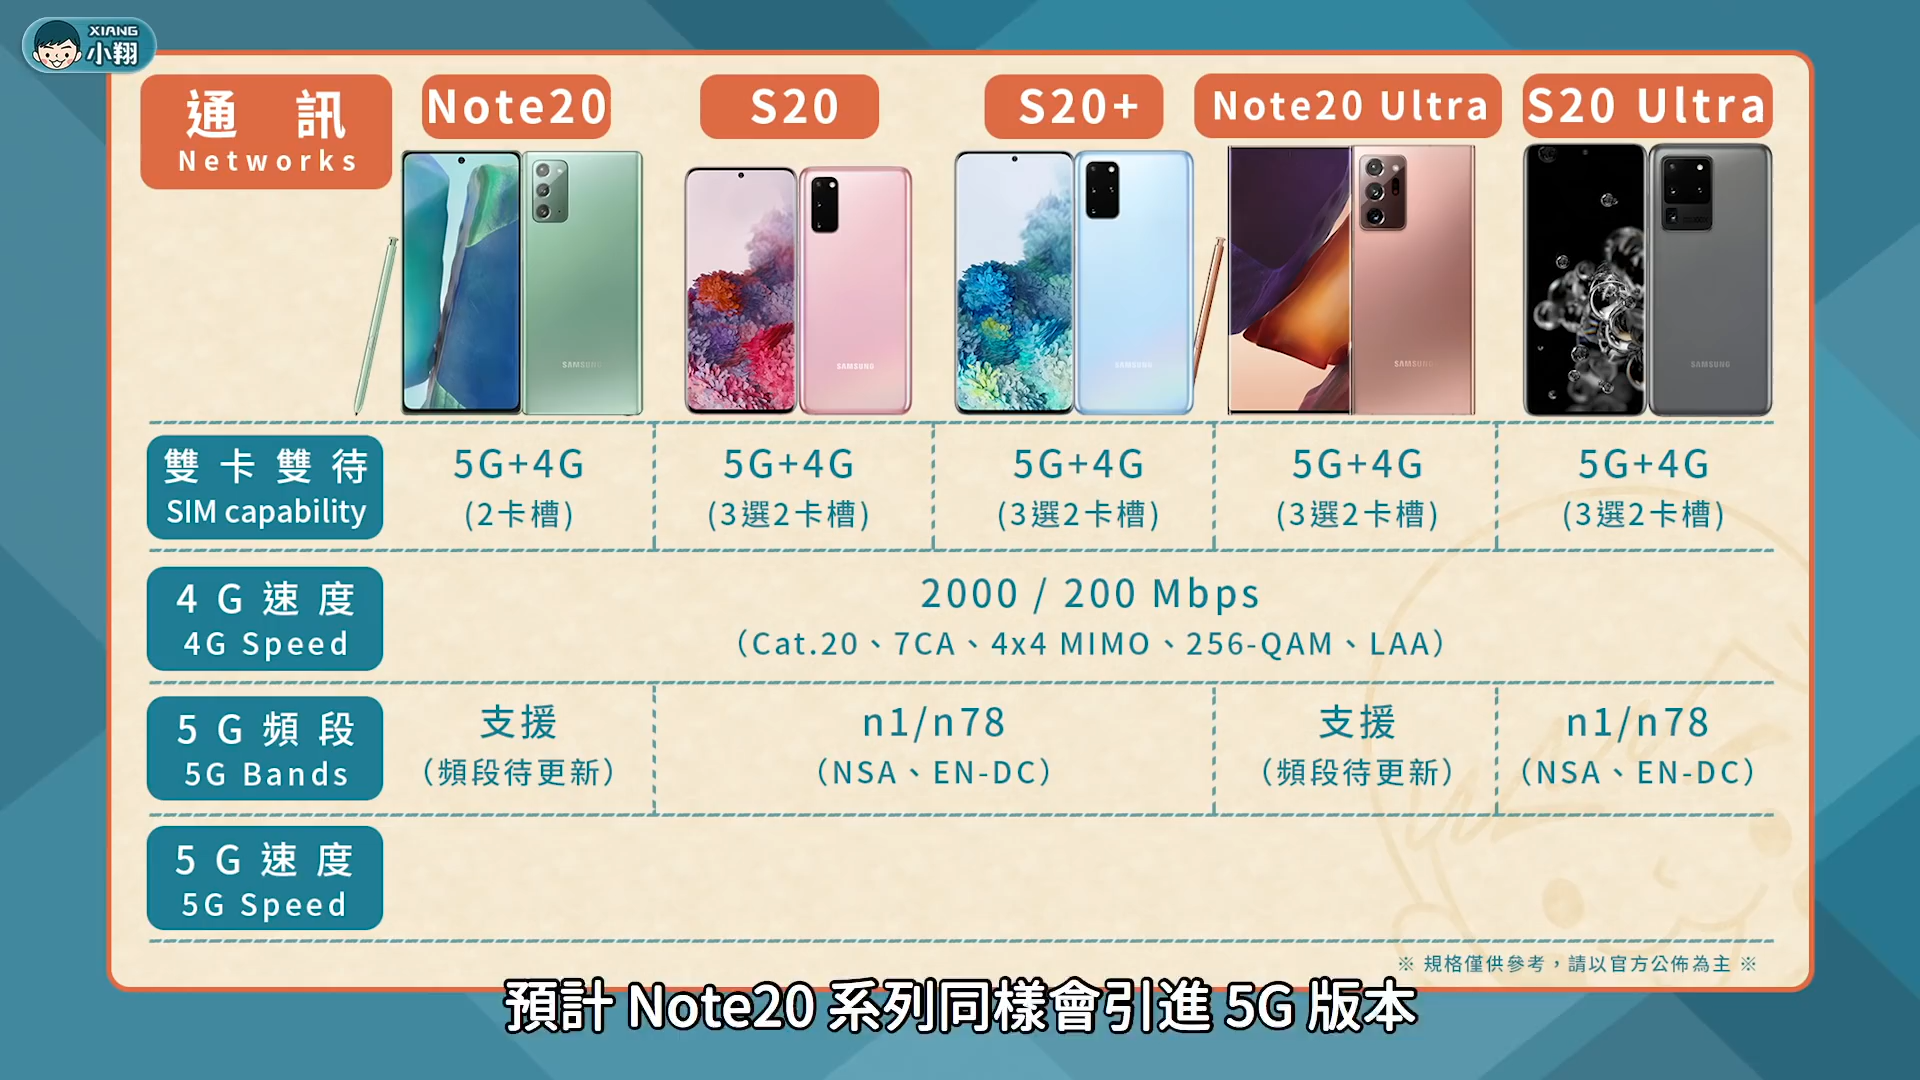 XIANG
小翔
通訊
Networks
Note20
S20
S20+
Note20 Ultra
S20 Ultra
SAMSUNG
SAMSUNG
SAMSUNG
SAMSUNG
SAMSUNG
雙卡雙待
SIM capability
5G+4G
(2卡槽)
5G+4G
(3選2卡槽)
5G+4G
(3選2卡槽)
5G+4G
(3選2卡槽)
5G+4G
(3選2卡槽)
4G速度
4G Speed
2000 / 200 Mbps
(Cat.20、7CA、4x4 MIMO、256-QAM、LAA)
5G頻段
5G Bands
支援
(頻段待更新)
n1/n78
(NSA、EN-DC)
支援
(頻段待更新)
n1/n78
(NSA、EN-DC)
5G速度
5G Speed
※ 規格僅供參考，請以官方公佈為主 ※
預計 Note20 系列同樣會引進 5G 版本